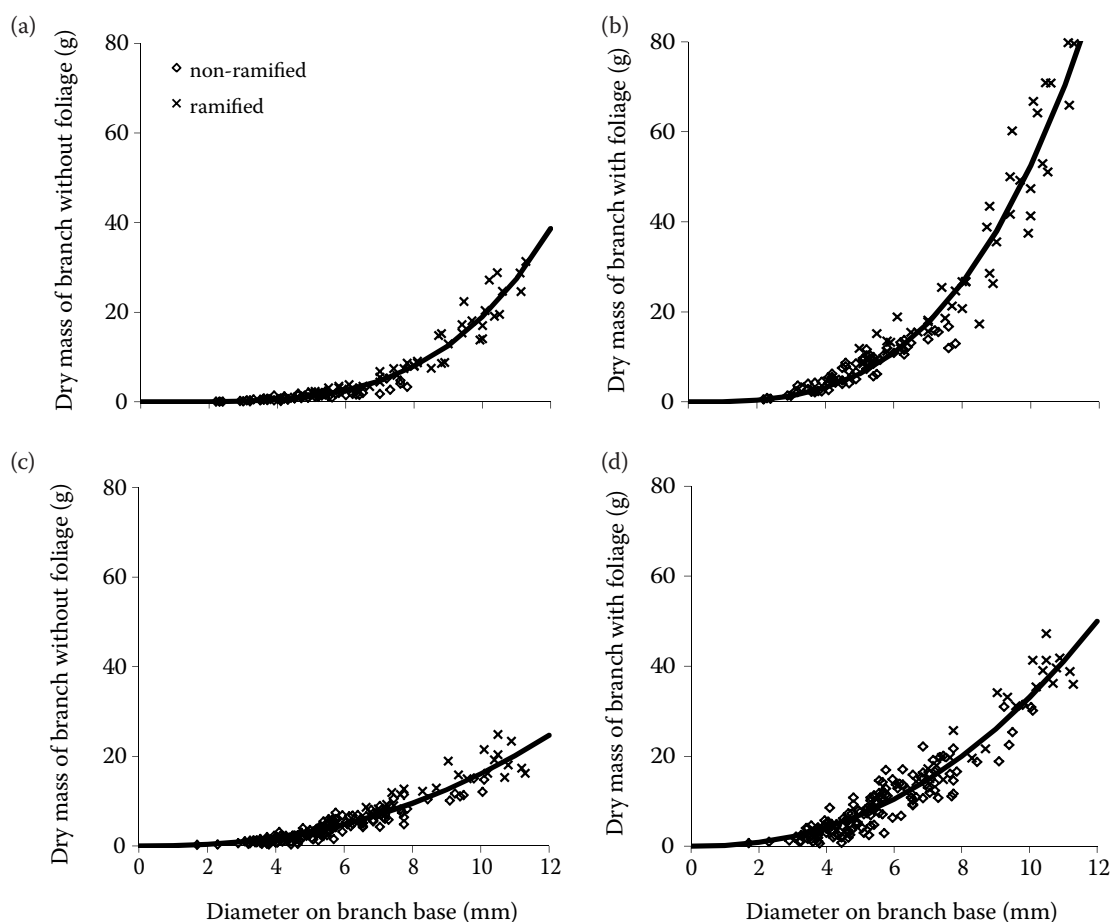 (a)
Dry mass of branch without foliage (g)
80
60
40
20
0
non-ramified
ramified
(b)
Dry mass of branch with foliage (g)
80
60
40
20
0
(c)
Dry mass of branch without foliage (g)
80
60
40
20
0
0 2 4 6 8 10 12
Diameter on branch base (mm)
(d)
Dry mass of branch with foliage (g)
80
60
40
20
0
0 2 4 6 8 10 12
Diameter on branch base (mm)